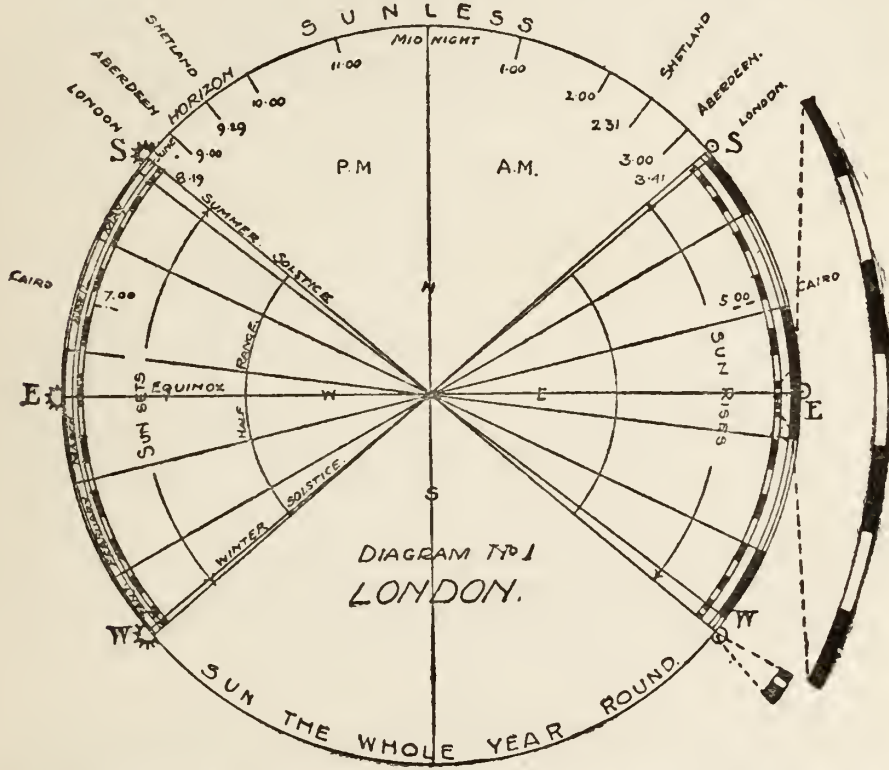 SUNLESS
MIDNIGHT
SHETLAND
ABERDEEN
LONDON
HORIZON
11.00
10.00
9.29
9.00
8.19
1.00
2.00
2.31
3.00
3.41
SHETLAND
ABERDEEN.
LONDON.
S
S
P.M
A.M.
SUMMER SOLSTICE
N
CAIRO
7.00
5.00
CAIRO
HALF RANGE
SUN SETS
SUN RISES
E
EQUINOX
W
E
E
WINTER SOLSTICE.
S
DIAGRAM No 1
LONDON.
W
W
SUN THE WHOLE YEAR ROUND.